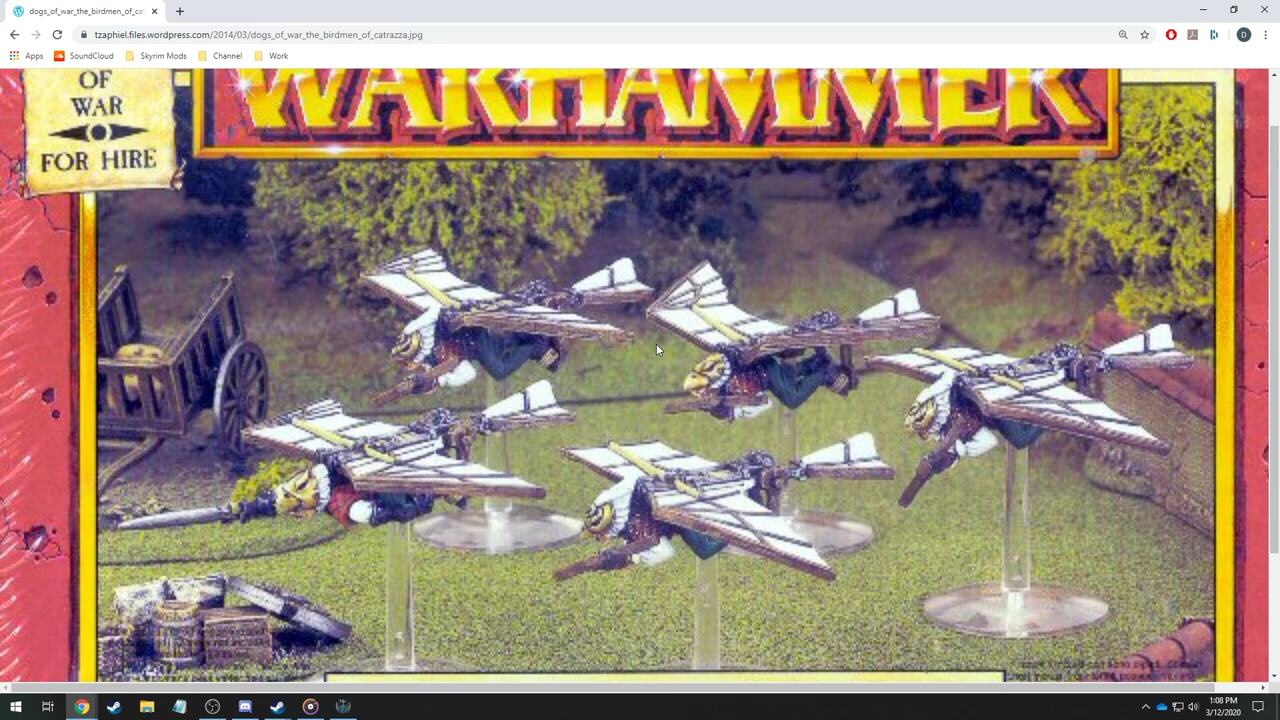 dogs_of_war_the_birdmen_of_cat
tzaphiel.files.wordpress.com/2014/03/dogs_of_war_the_birdmen_of_catrazza.jpg
D
Apps
SoundCloud
Skyrim Mods
Channel
Work
OF
WAR
FOR HIRE
WARHAMMER
1:08 PM
3/12/2020